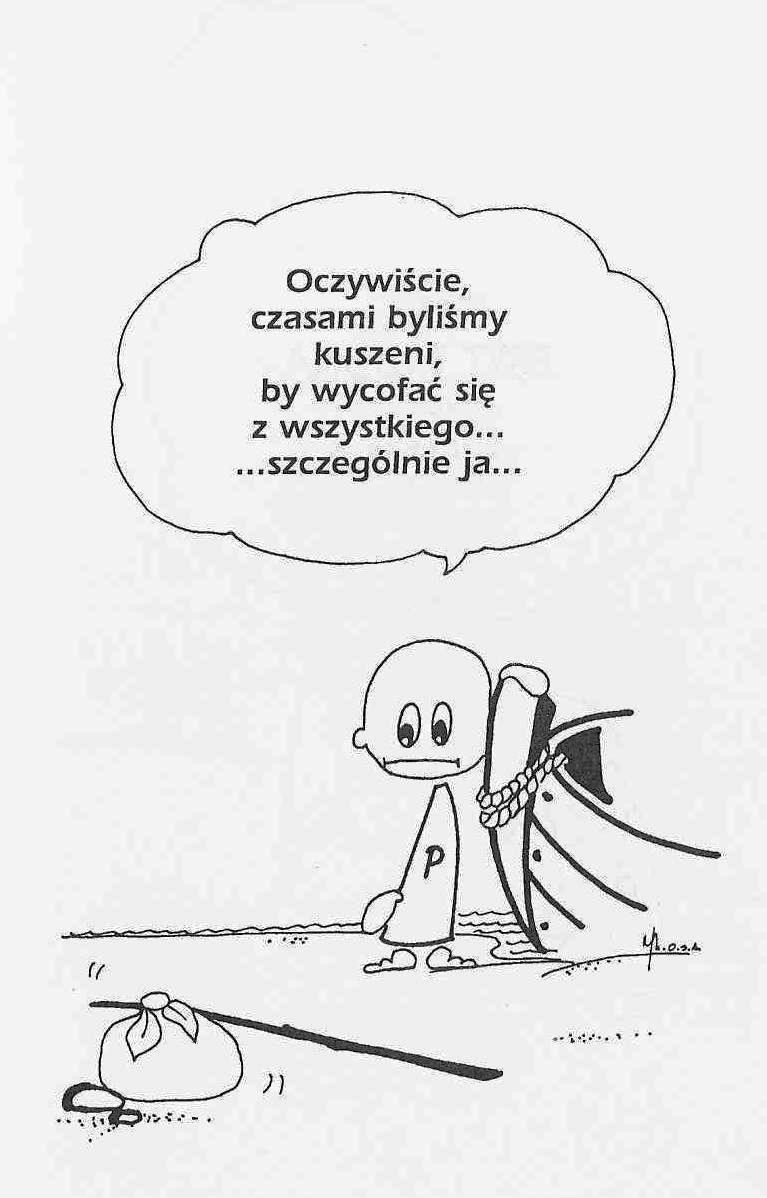 Oczywiście,
czasami byliśmy
kuszeni,
by wycofać się
z wszystkiego...
...szczególnie ja...
P